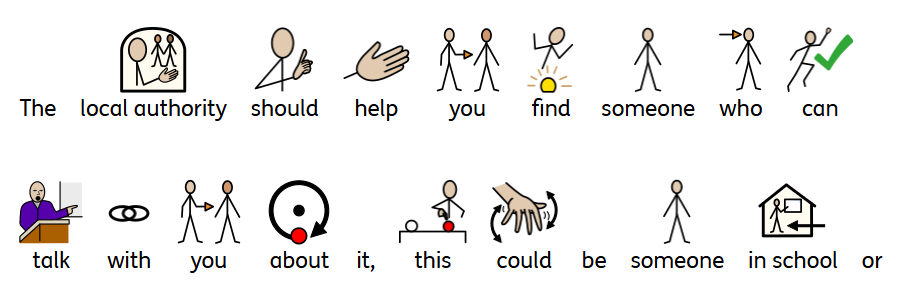 The local authority should help you find someone who can
talk with you about it, this could be someone in school or